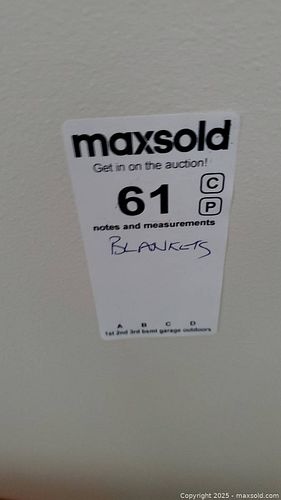 maxsold
Get in on the auction!
61
C
P
notes and measurements
BLANKETS
A B C D
1st 2nd 3rd bsmt garage outdoors
Copyright 2025 - maxsold.com